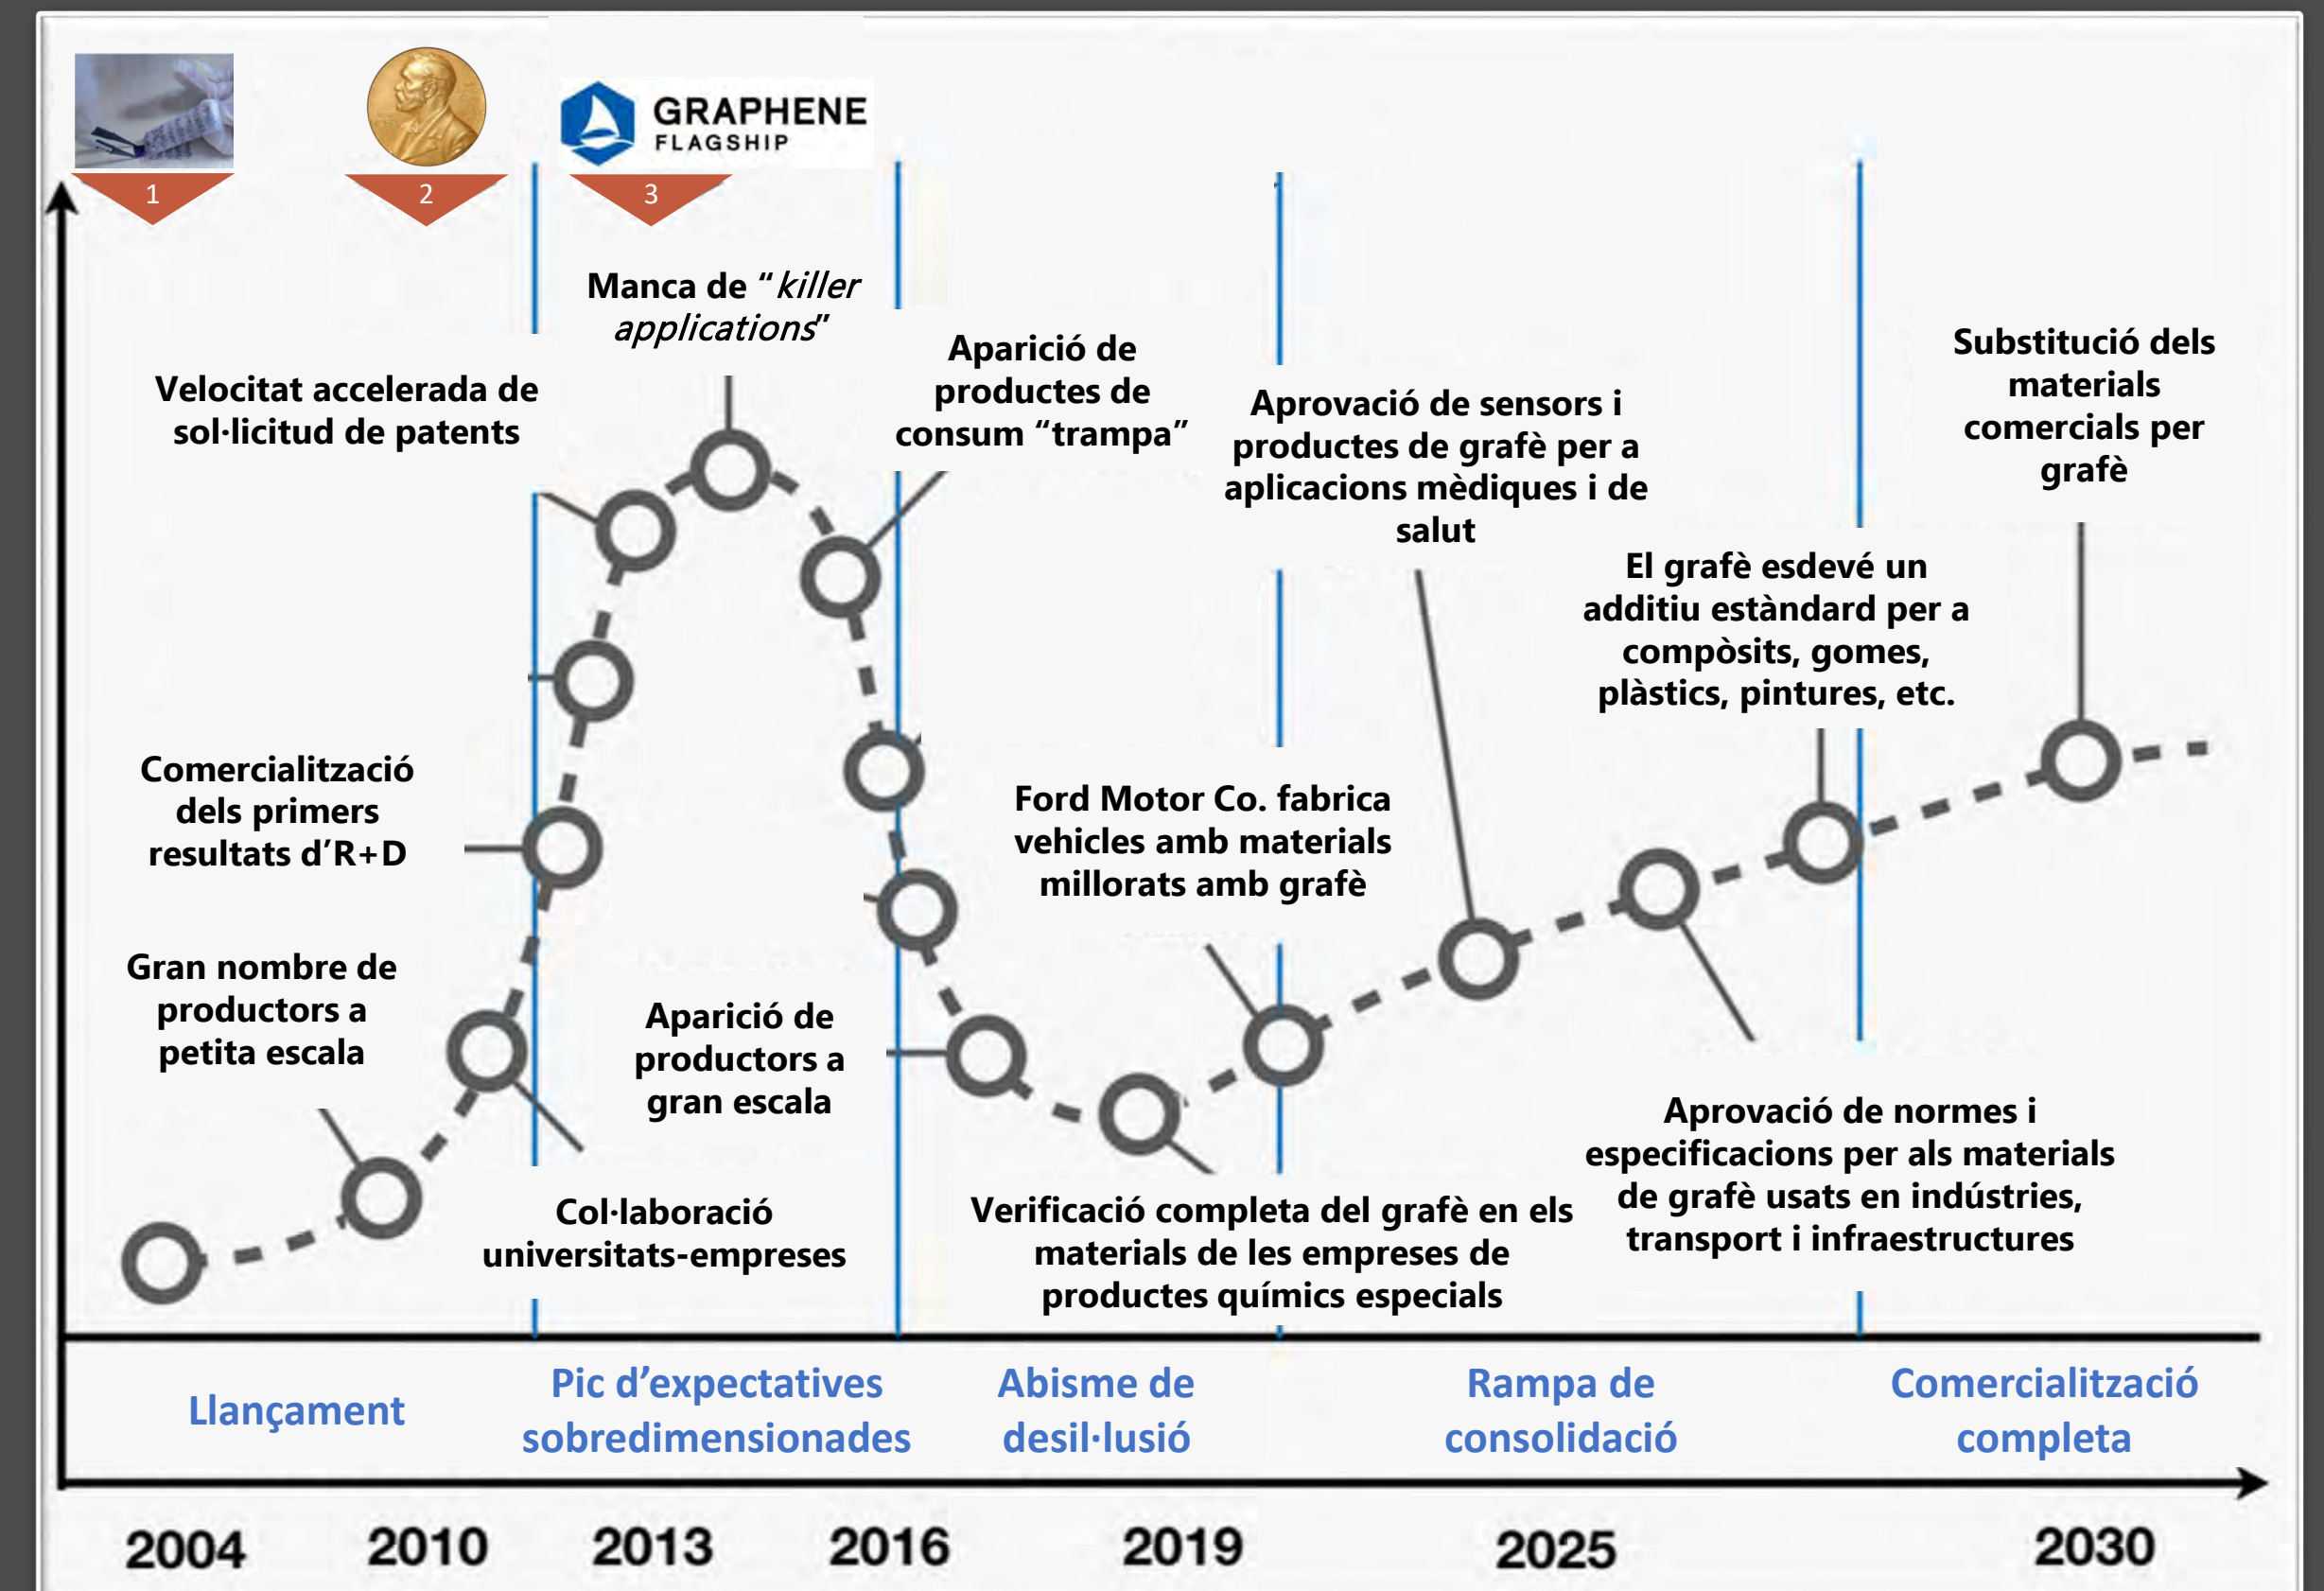 GRAPHENE
FLAGSHIP
1
2
3
Manca de “killer
applications”
Velocitat accelerada de
sol·licitud de patents
Aparició de
productes de
consum “trampa”
Aprovació de sensors i
productes de grafè per a
aplicacions mèdiques i de
salut
Substitució dels
materials
comercials per
grafè
El grafè esdevé un
additiu estàndard per a
compòsits, gomes,
plàstics, pintures, etc.
Comercialització
dels primers
resultats d’R+D
Ford Motor Co. fabrica
vehicles amb materials
millorats amb grafè
Gran nombre de
productors a
petita escala
Aparició de
productors a
gran escala
Col·laboració
universitats-empreses
Verificació completa del grafè en els
materials de les empreses de
productes químics especials
Aprovació de normes i
especificacions per als materials
de grafè usats en indústries,
transport i infraestructures
Llançament
Pic d’expectatives
sobredimensionades
Abisme de
desil·lusió
Rampa de
consolidació
Comercialització
completa
2004
2010
2013
2016
2019
2025
2030